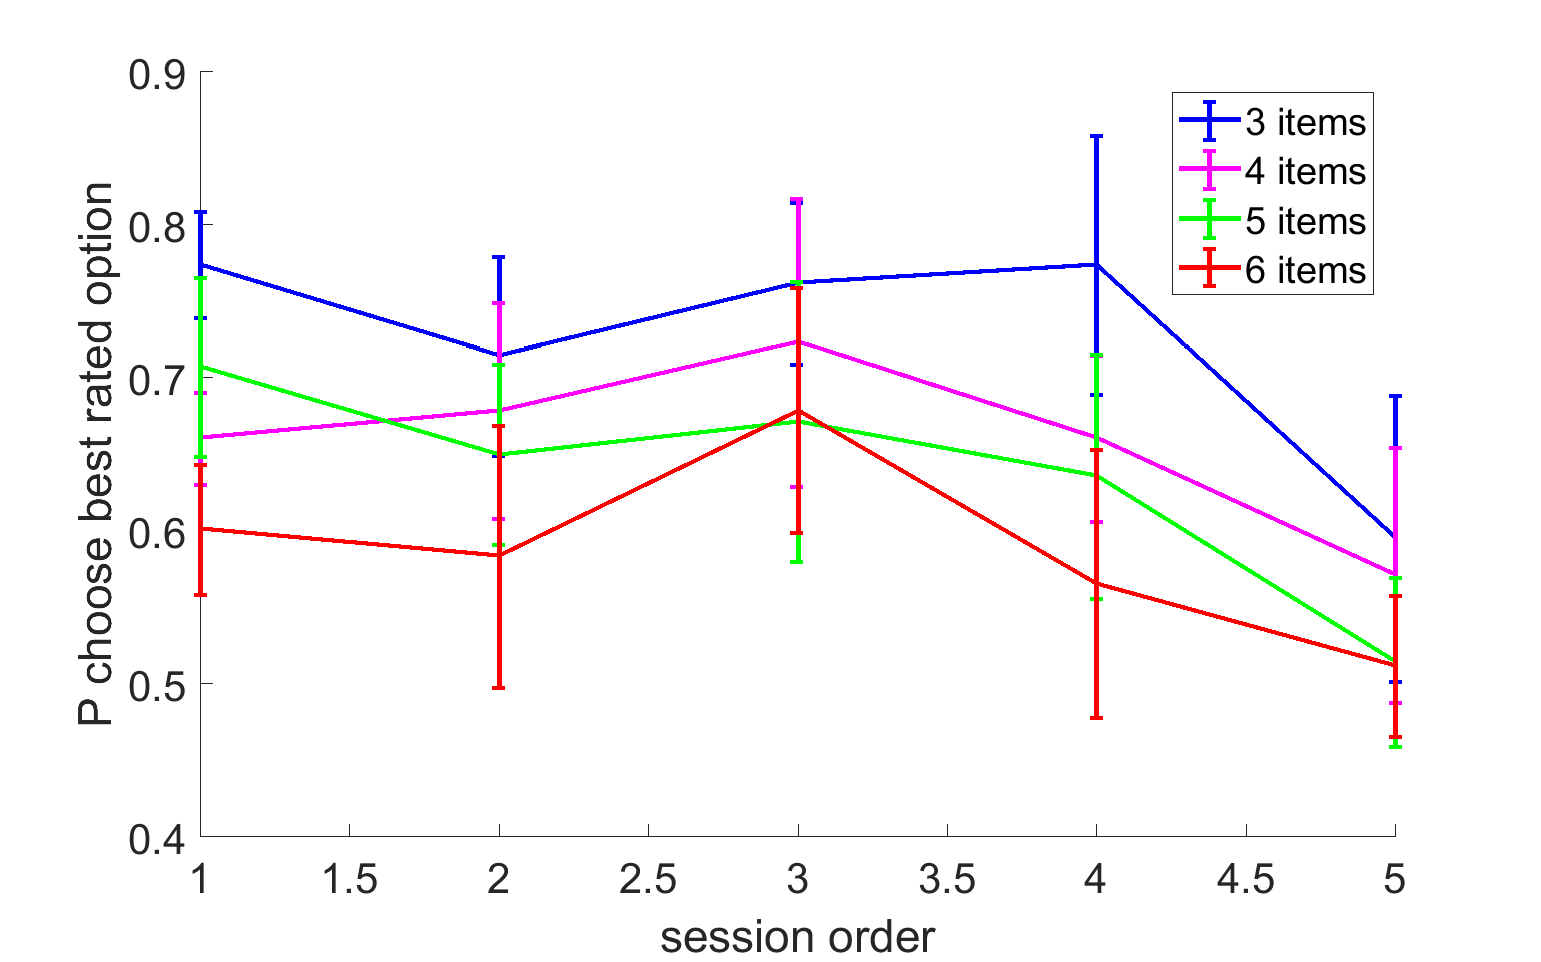 0.9
0.8
0.7
0.6
0.5
0.4
P choose best rated option
3 items
4 items
5 items
6 items
1 1.5 2 2.5 3 3.5 4 4.5 5
session order